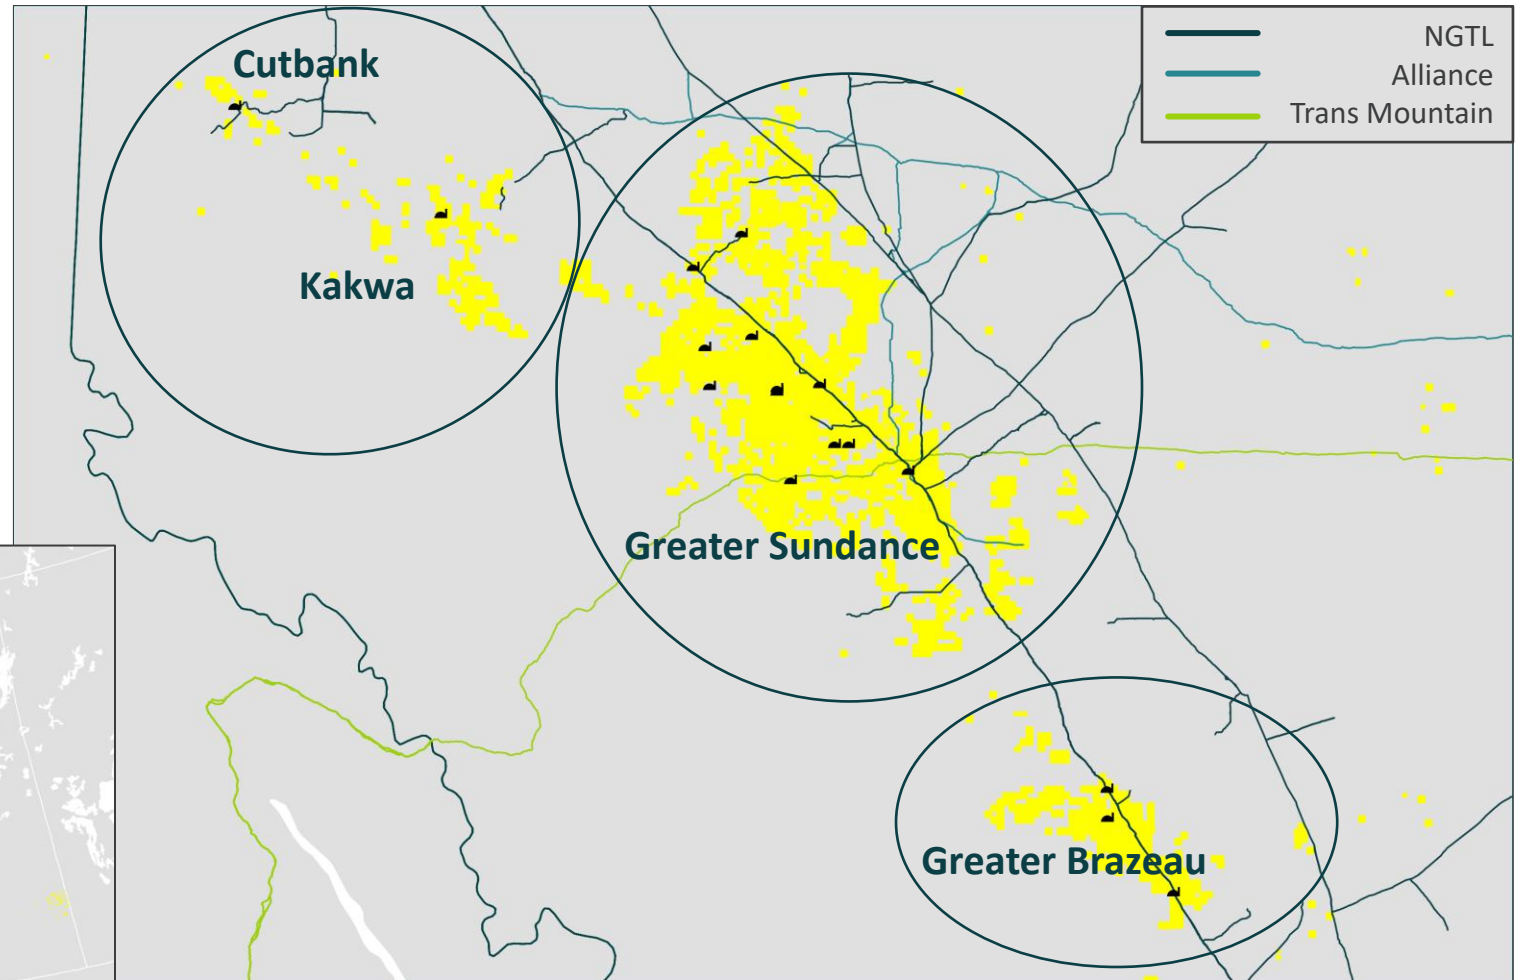 Cutbank
NGTL
Alliance
Trans Mountain
Kakwa
Greater Sundance
Greater Brazeau